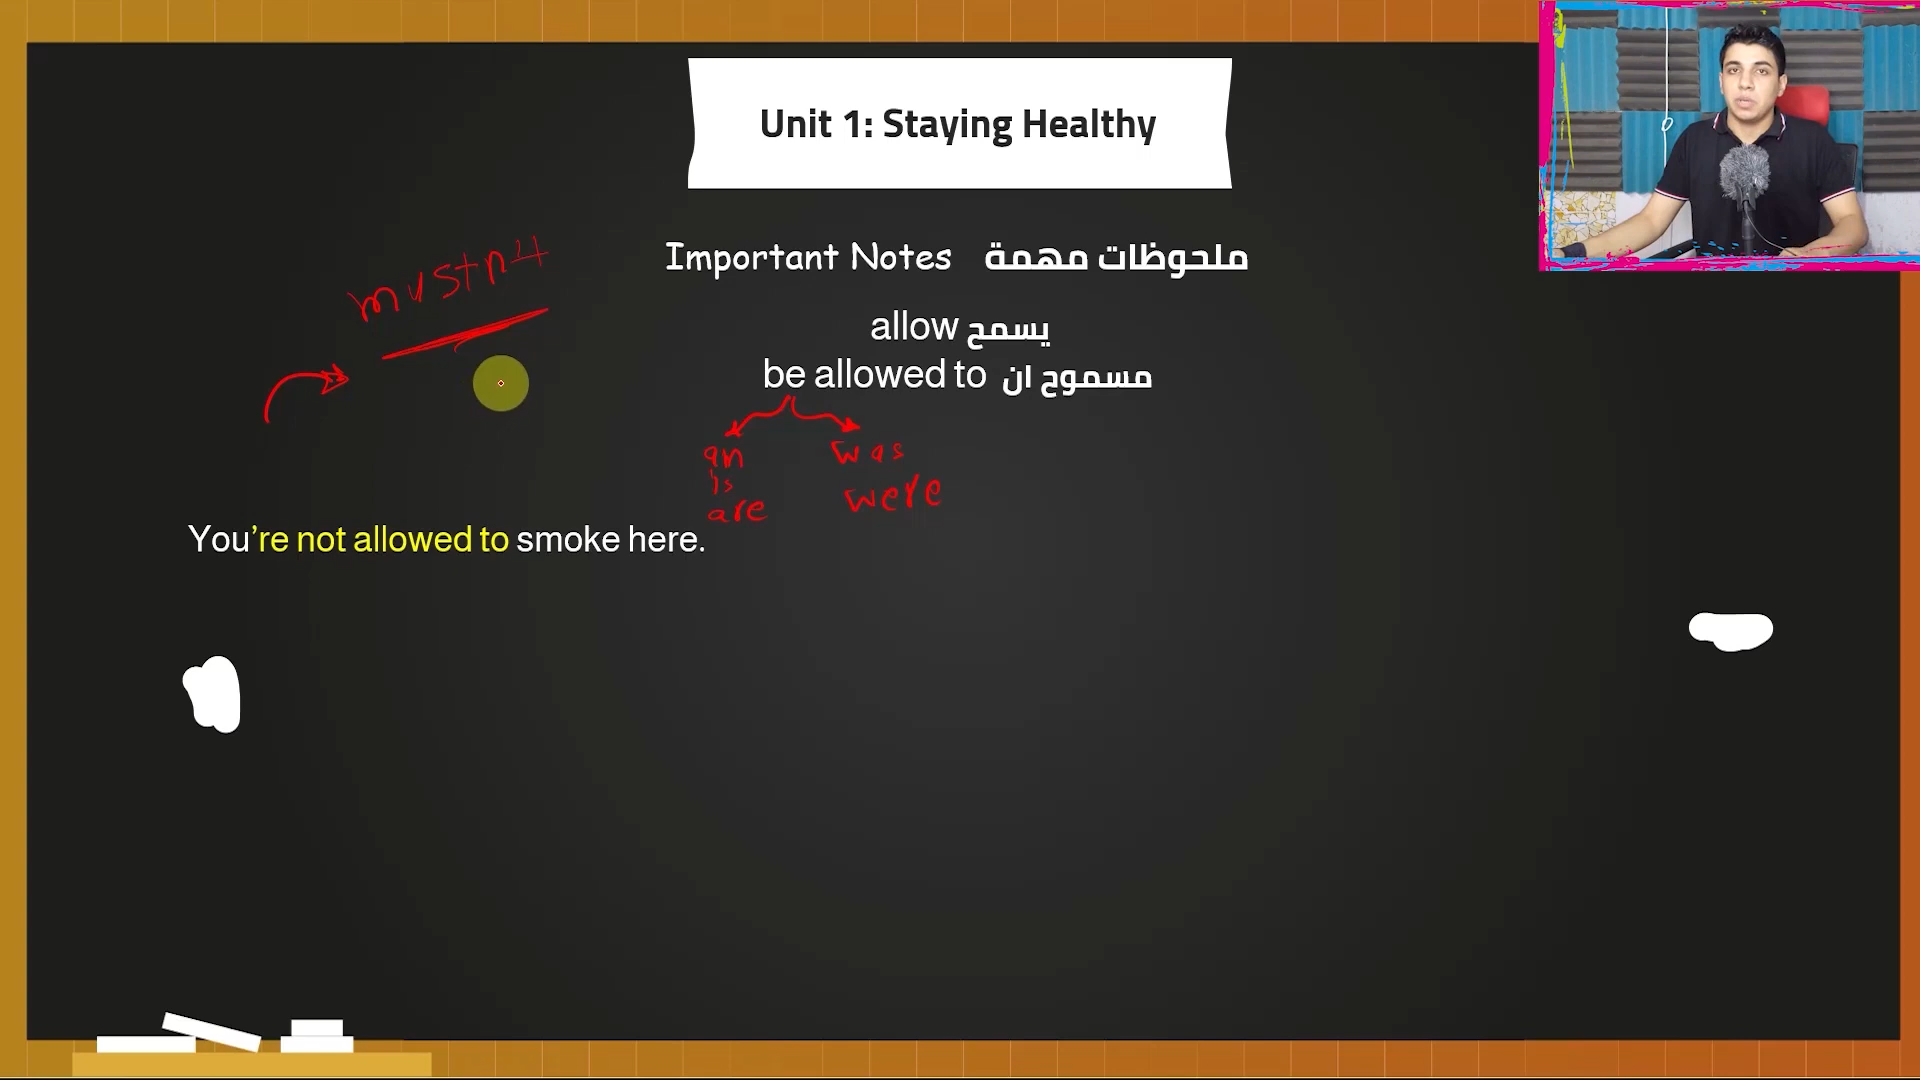 Unit 1: Staying Healthy
Important Notes ملحوظات مهمة
mustn't
allow يسمح
be allowed to مسموح ان
am was
is
are were
You're not allowed to smoke here.